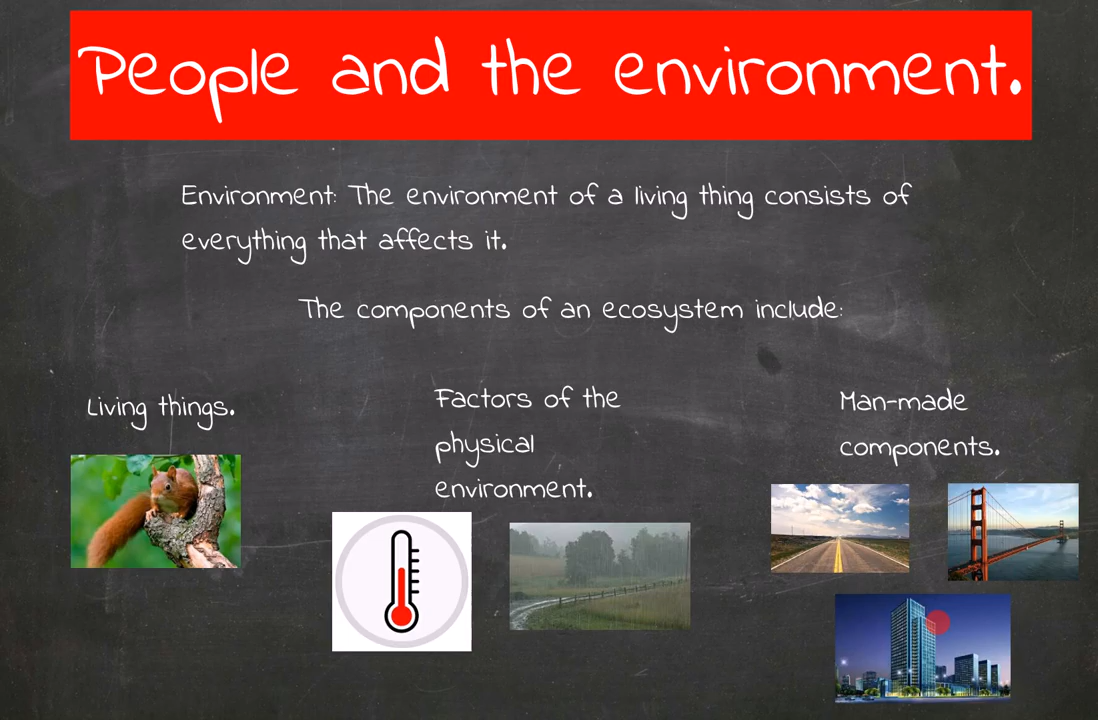 People and the environment.
Environment: The environment of a living thing consists of
everything that affects it.
The components of an ecosystem include:
Living things.
Factors of the
physical
environment.
Man-made
components.